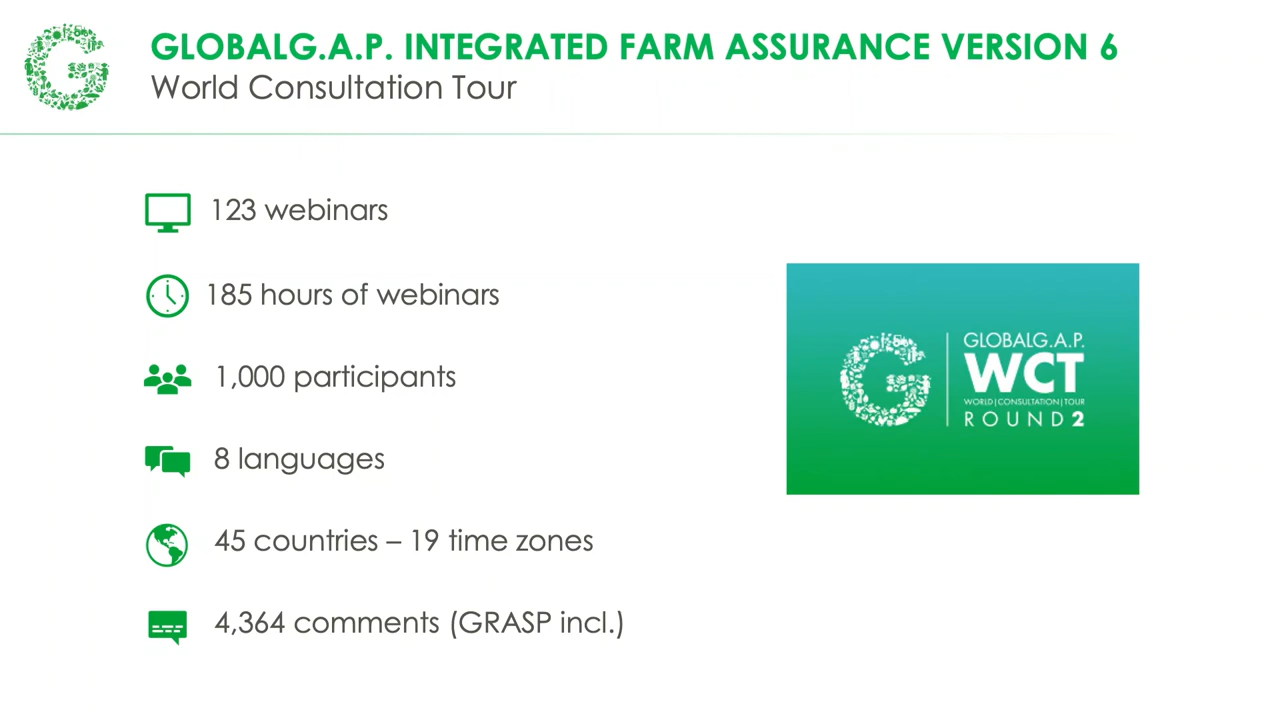 GLOBALG.A.P. INTEGRATED FARM ASSURANCE VERSION 6
World Consultation Tour
123 webinars
185 hours of webinars
1,000 participants
8 languages
45 countries – 19 time zones
4,364 comments (GRASP incl.)
GLOBALG.A.P.
WCT
WORLD|CONSULTATION|TOUR
ROUND 2